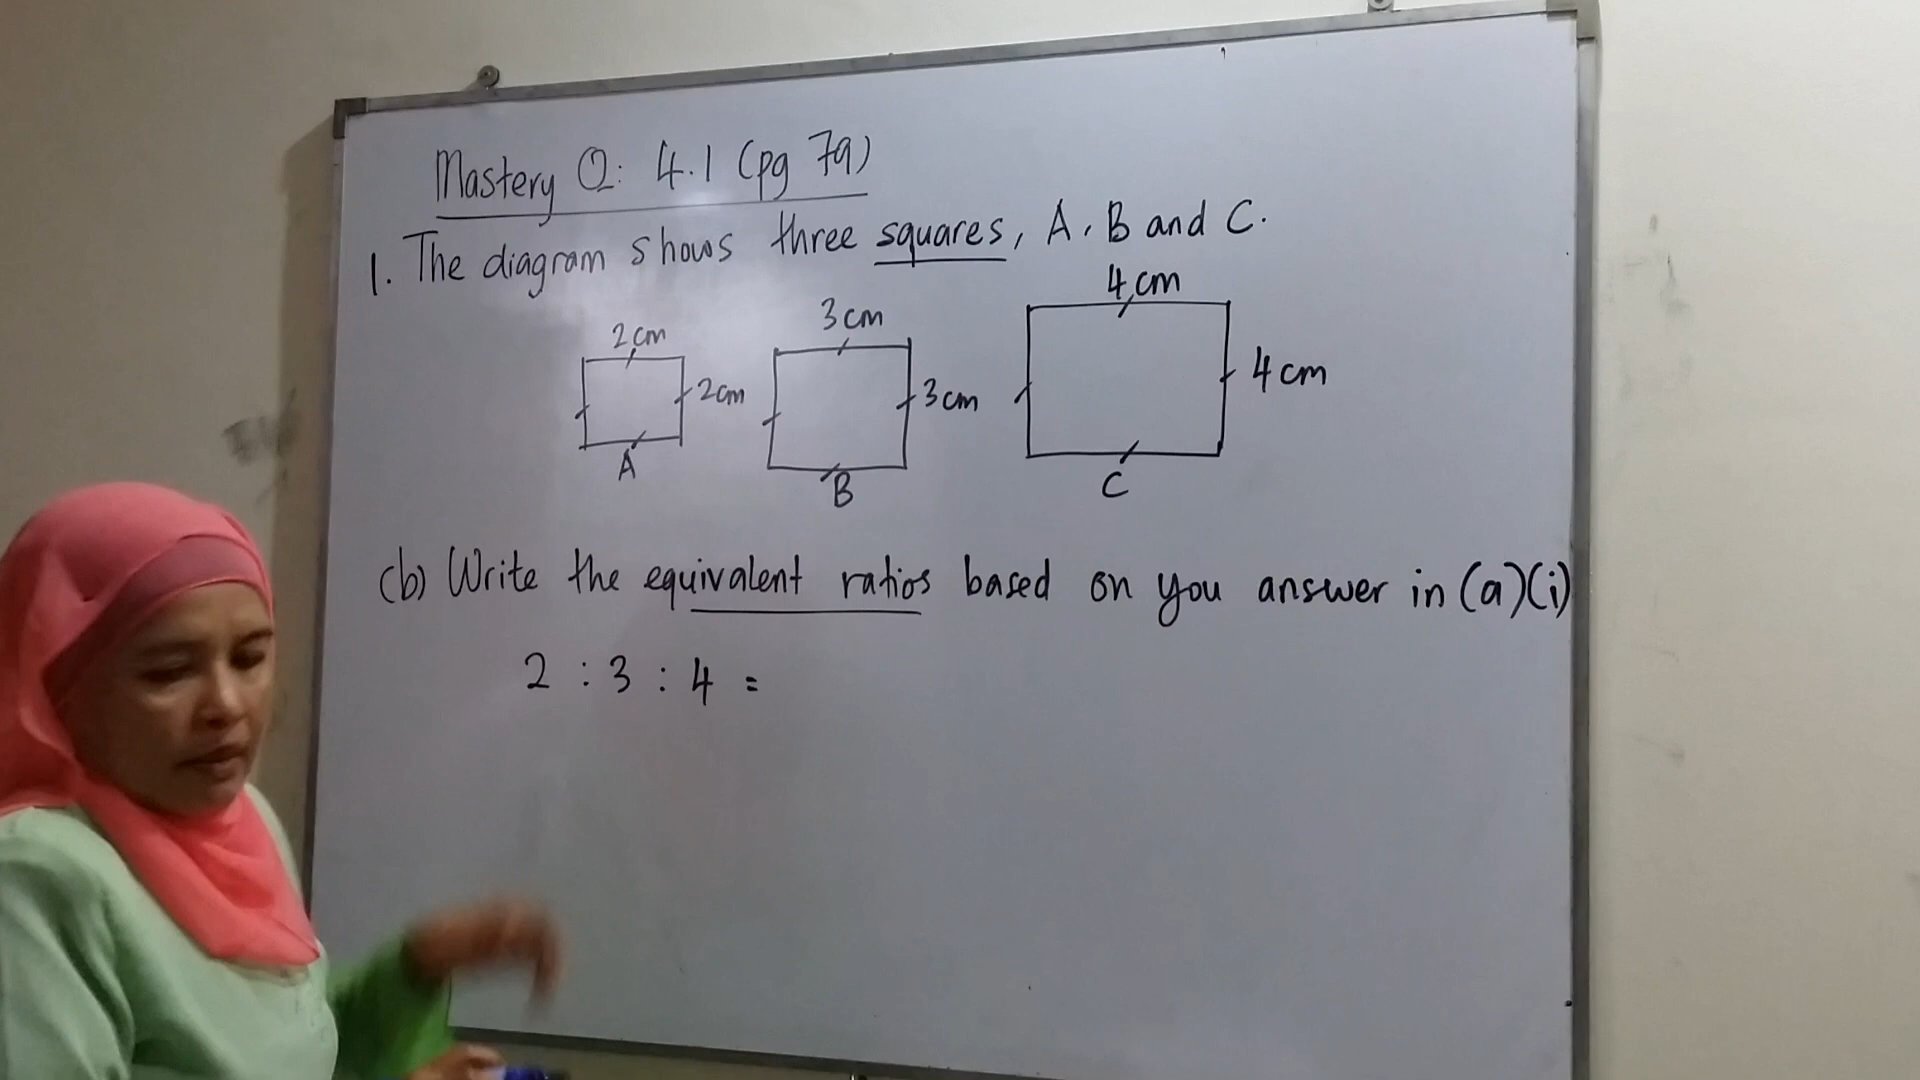 Mastery Q: 4.1 (pg 79)
1. The diagram shows three squares, A, B and C.
2 cm
2 cm
A
3 cm
3 cm
B
4 cm
4 cm
C
(b) Write the equivalent ratios based on you answer in (a)(i)
2 : 3 : 4 =